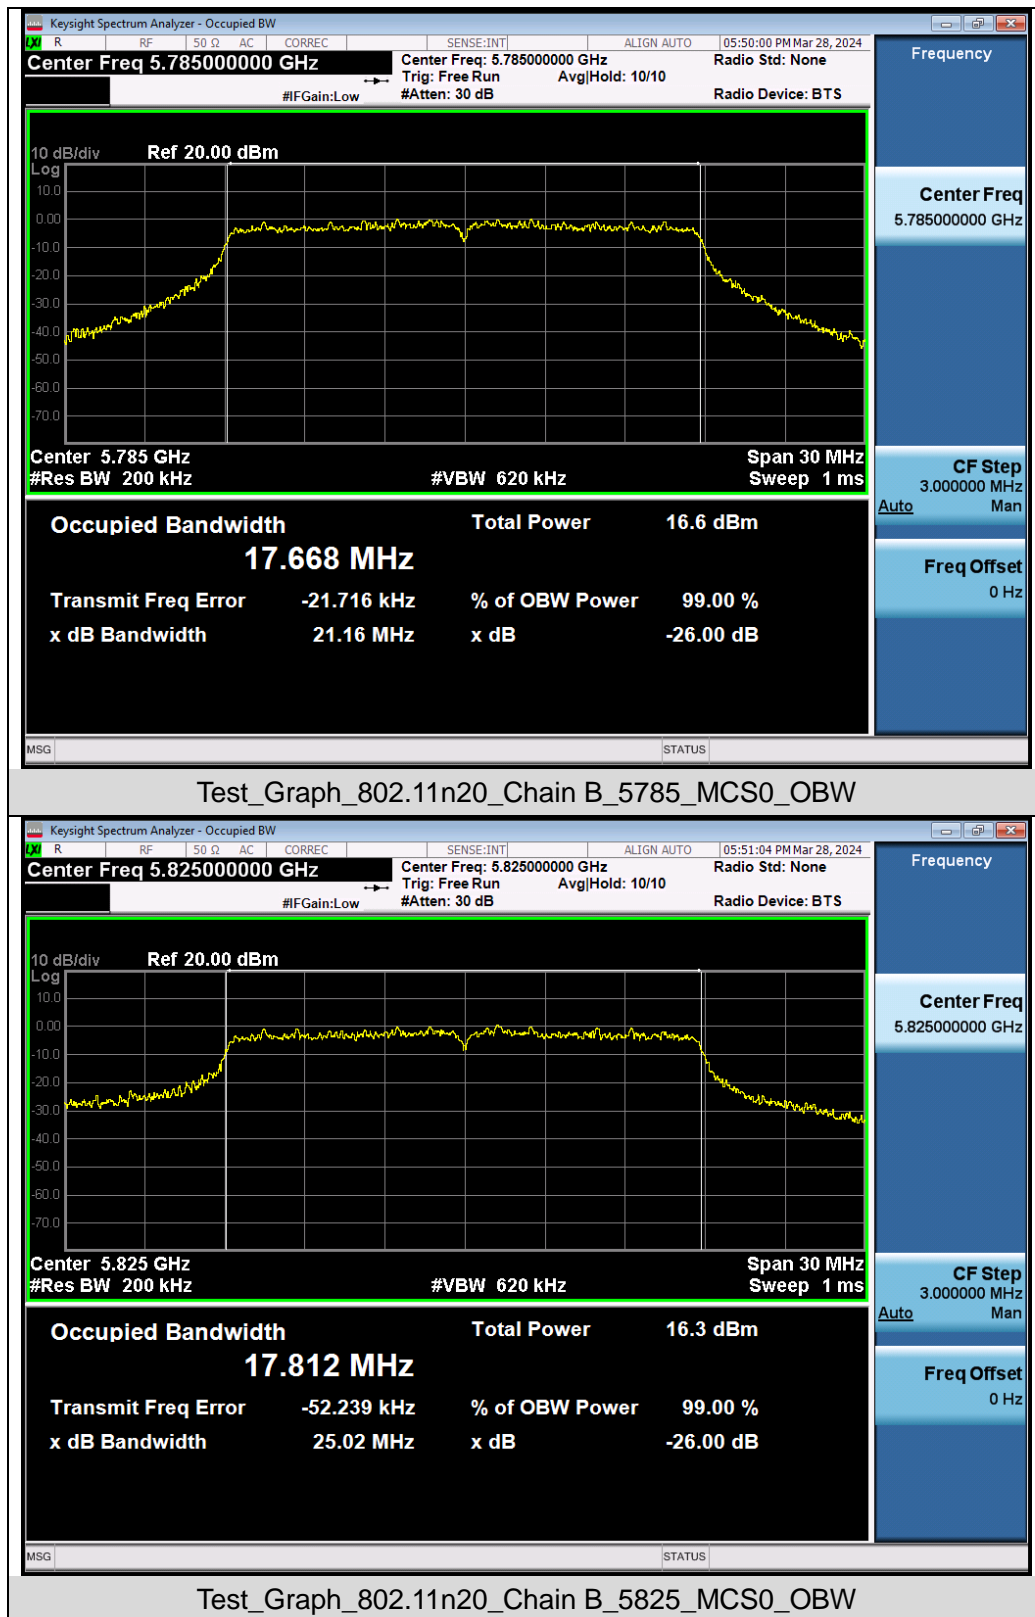 Keysight Spectrum Analyzer - Occupied BW
LXI R RF 50 Ω AC CORREC SENSE:INT ALIGN AUTO 05:50:00 PM Mar 28, 2024
Center Freq 5.785000000 GHz
Center Freq: 5.785000000 GHz
Radio Std: None
Trig: Free Run Avg|Hold: 10/10
#IFGain:Low #Atten: 30 dB Radio Device: BTS
Frequency
10 dB/div Ref 20.00 dBm
Log
10.0
0.00
-10.0
-20.0
-30.0
-40.0
-50.0
-60.0
-70.0
Center Freq
5.785000000 GHz
Center 5.785 GHz Span 30 MHz
#Res BW 200 kHz #VBW 620 kHz Sweep 1 ms
CF Step
3.000000 MHz
Auto Man
Occupied Bandwidth Total Power 16.6 dBm
17.668 MHz
Transmit Freq Error -21.716 kHz % of OBW Power 99.00 %
x dB Bandwidth 21.16 MHz x dB -26.00 dB
Freq Offset
0 Hz
MSG STATUS
Test_Graph_802.11n20_Chain B_5785_MCS0_OBW
Keysight Spectrum Analyzer - Occupied BW
LXI R RF 50 Ω AC CORREC SENSE:INT ALIGN AUTO 05:51:04 PM Mar 28, 2024
Center Freq 5.825000000 GHz
Center Freq: 5.825000000 GHz
Radio Std: None
Trig: Free Run Avg|Hold: 10/10
#IFGain:Low #Atten: 30 dB Radio Device: BTS
Frequency
10 dB/div Ref 20.00 dBm
Log
10.0
0.00
-10.0
-20.0
-30.0
-40.0
-50.0
-60.0
-70.0
Center Freq
5.825000000 GHz
Center 5.825 GHz Span 30 MHz
#Res BW 200 kHz #VBW 620 kHz Sweep 1 ms
CF Step
3.000000 MHz
Auto Man
Occupied Bandwidth Total Power 16.3 dBm
17.812 MHz
Transmit Freq Error -52.239 kHz % of OBW Power 99.00 %
x dB Bandwidth 25.02 MHz x dB -26.00 dB
Freq Offset
0 Hz
MSG STATUS
Test_Graph_802.11n20_Chain B_5825_MCS0_OBW